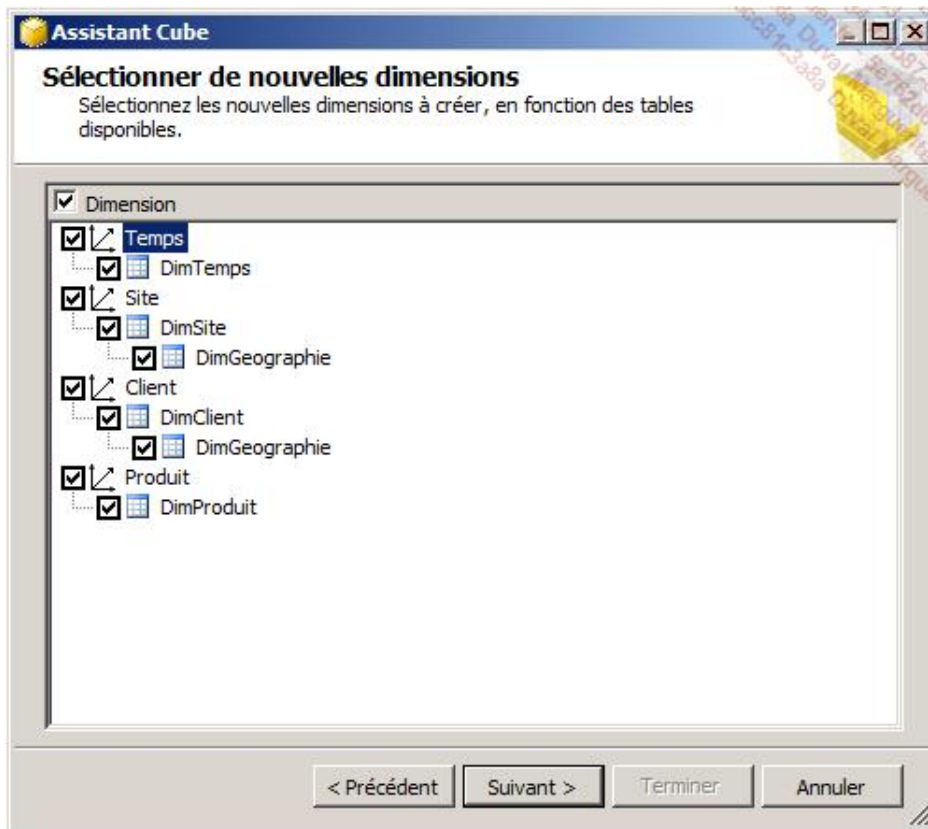 Assistant Cube
Sélectionner de nouvelles dimensions
Sélectionnez les nouvelles dimensions à créer, en fonction des tables
disponibles.
Dimension
Temps
DimTemps
Site
DimSite
DimGeographie
Client
DimClient
DimGeographie
Produit
DimProduit
< Précédent
Suivant >
Terminer
Annuler